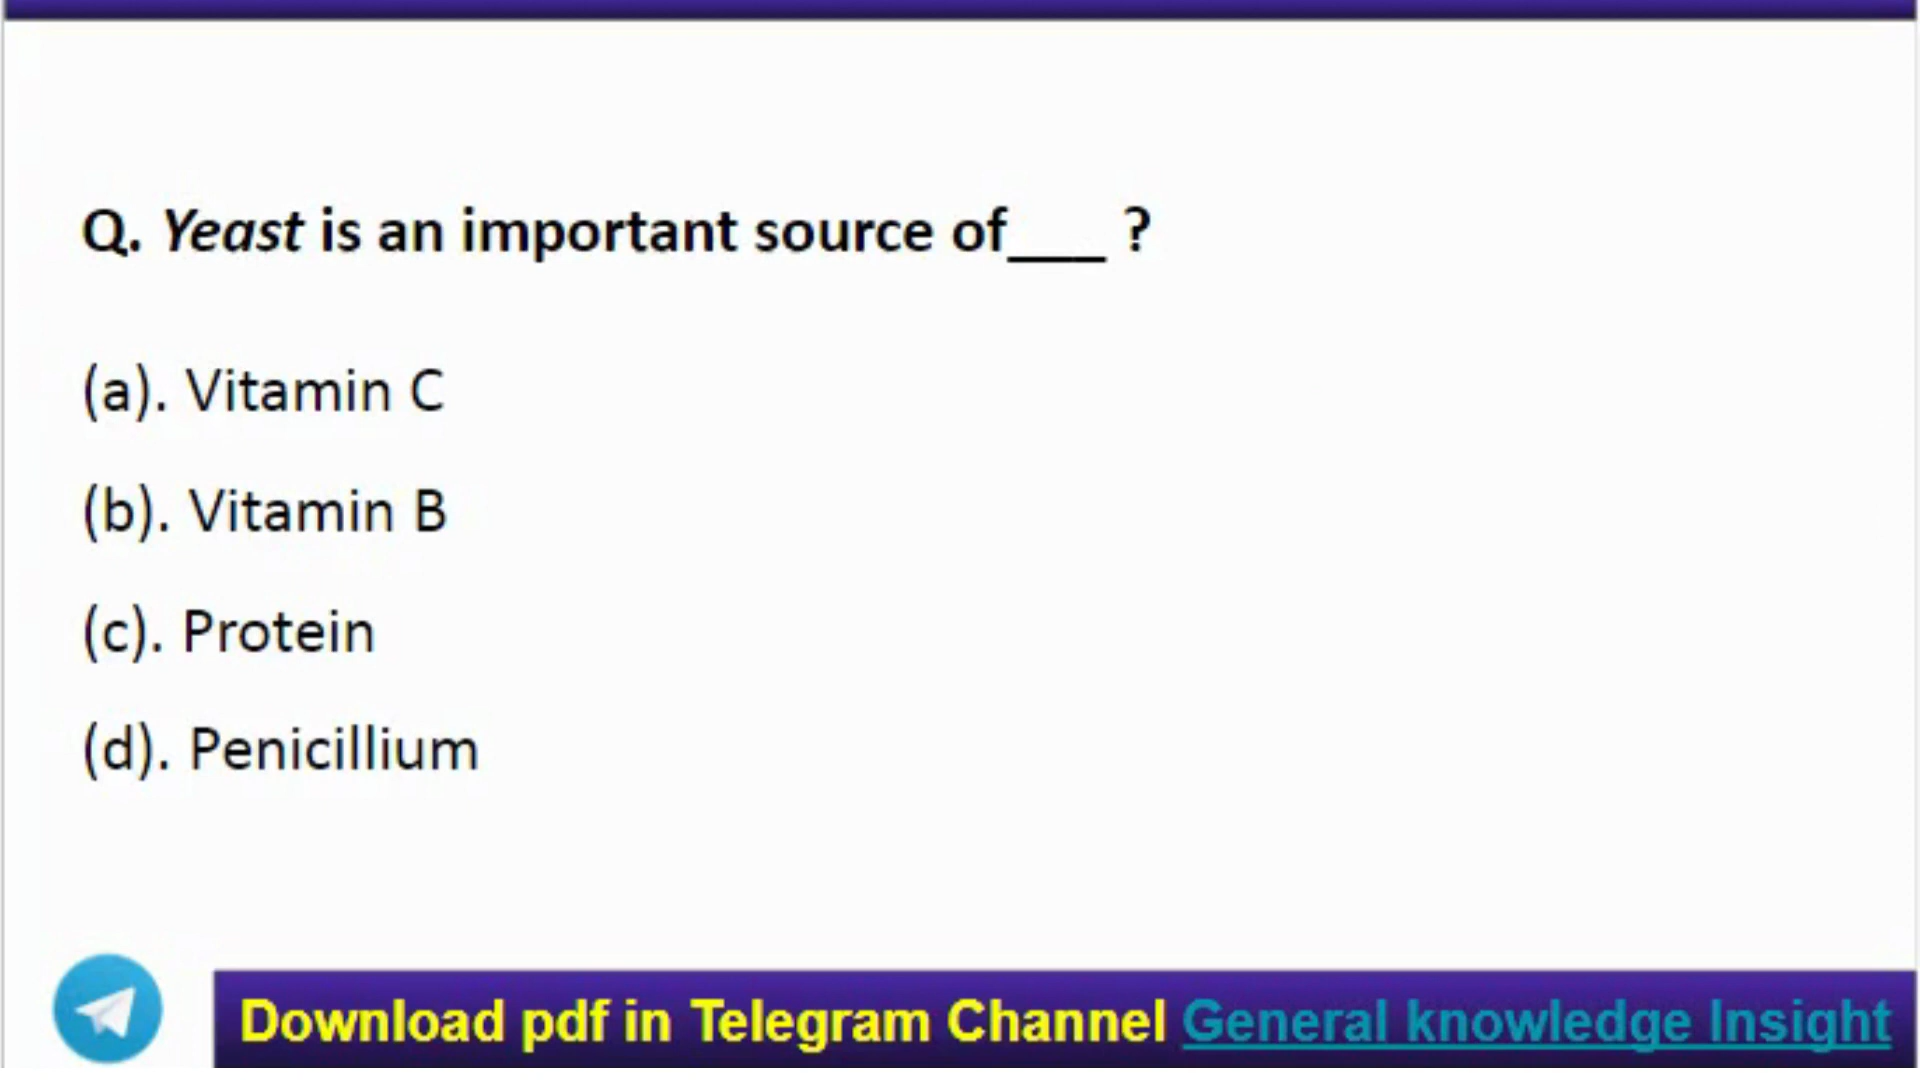 Q. Yeast is an important source of___ ?
(a). Vitamin C
(b). Vitamin B
(c). Protein
(d). Penicillium
Download pdf in Telegram Channel General knowledge Insight